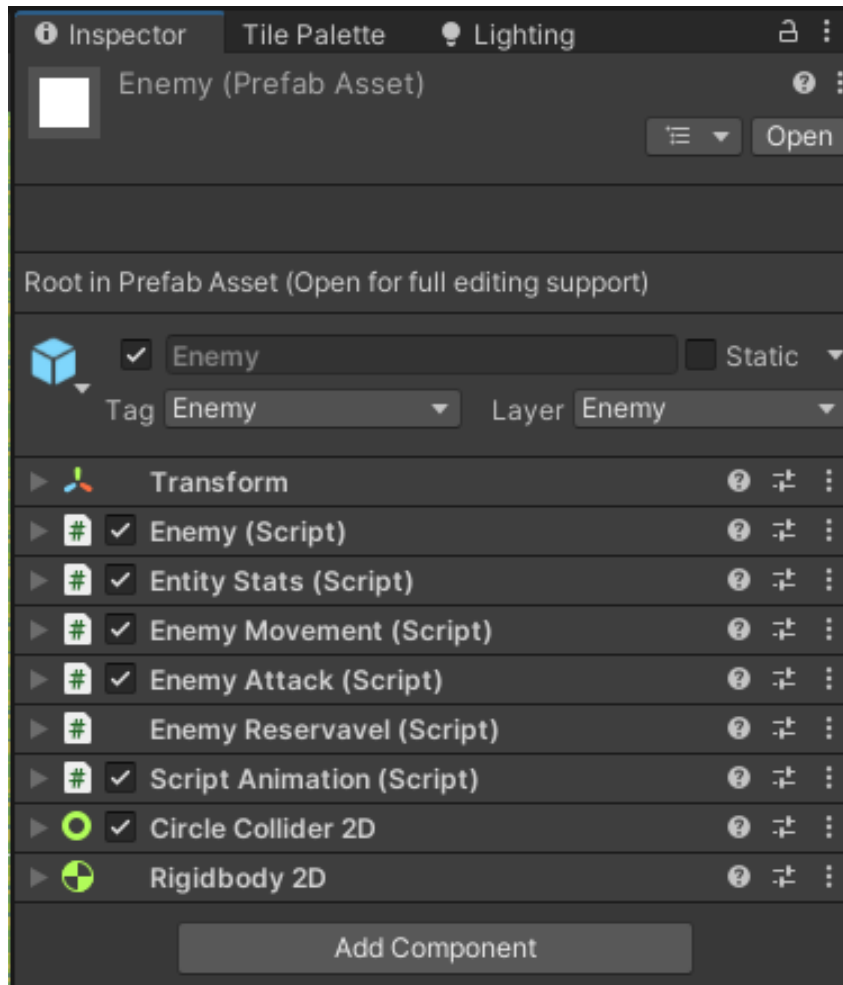 Inspector Tile Palette Lighting
Enemy (Prefab Asset)
Open
Root in Prefab Asset (Open for full editing support)
Enemy Static
Tag Enemy Layer Enemy
Transform
# Enemy (Script)
# Entity Stats (Script)
# Enemy Movement (Script)
# Enemy Attack (Script)
# Enemy Reservavel (Script)
# Script Animation (Script)
Circle Collider 2D
Rigidbody 2D
Add Component